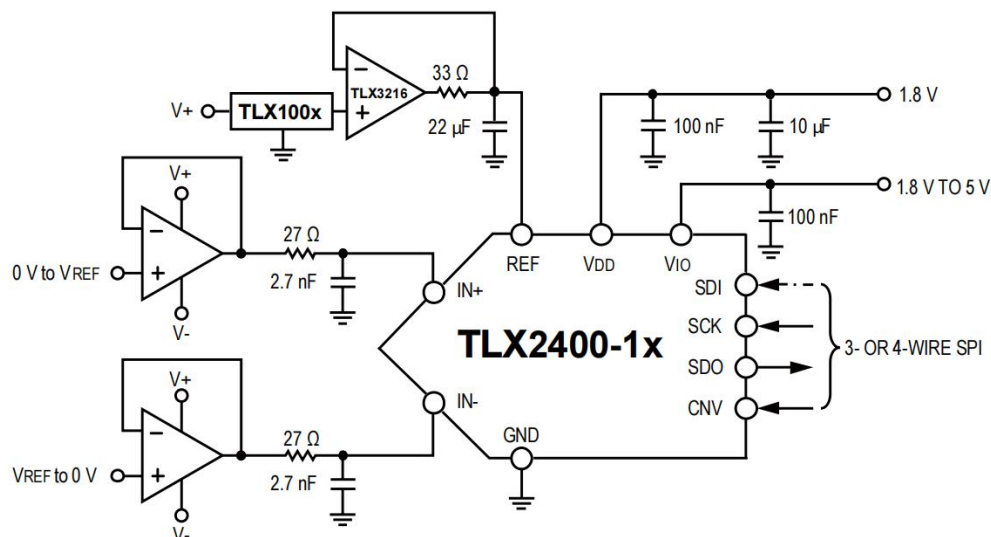 33 Ω
TLX3216
V+
TLX100x
22 µF
100 nF
10 µF
1.8 V
1.8 V TO 5 V
100 nF
V+
0 V to VREF
V-
27 Ω
2.7 nF
REF
VDD
VIO
IN+
SDI
SCK
SDO
CNV
TLX2400-1x
3- OR 4-WIRE SPI
IN-
GND
V+
VREF to 0 V
V-
27 Ω
2.7 nF